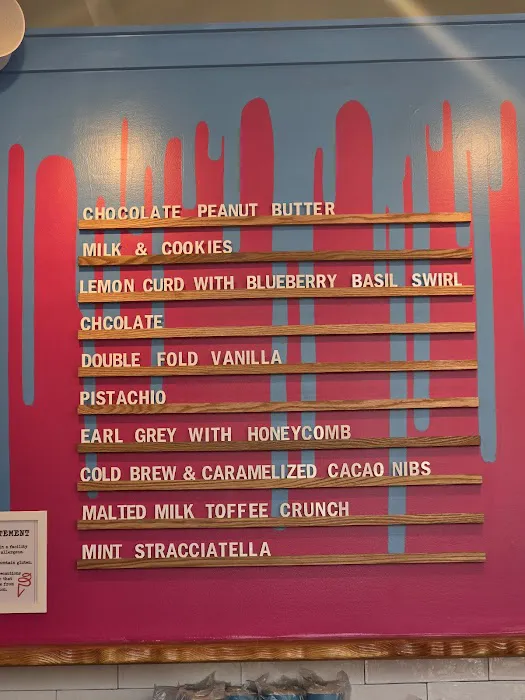 CHOCOLATE PEANUT BUTTER
MILK & COOKIES
LEMON CURD WITH BLUEBERRY BASIL SWIRL
CHCOLATE
DOUBLE FOLD VANILLA
PISTACHIO
EARL GREY WITH HONEYCOMB
COLD BREW & CARAMELIZED CACAO NIBS
MALTED MILK TOFFEE CRUNCH
MINT STRACCIATELLA